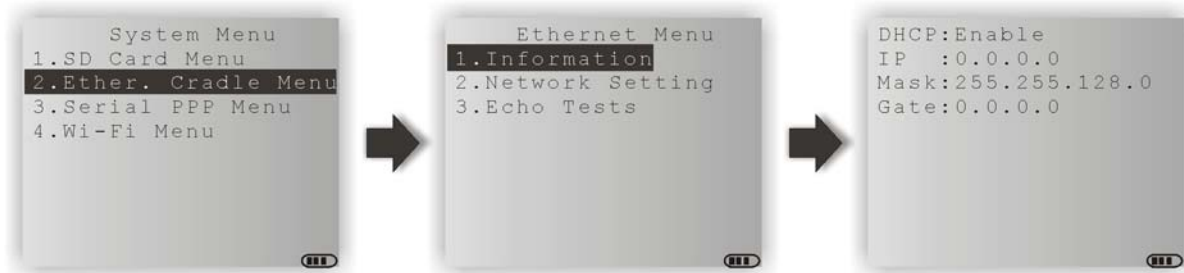 System Menu
1.SD Card Menu
2.Ether. Cradle Menu
3.Serial PPP Menu
4.Wi-Fi Menu
Ethernet Menu
1.Information
2.Network Setting
3.Echo Tests
DHCP:Enable
IP  :0.0.0.0
Mask:255.255.128.0
Gate:0.0.0.0